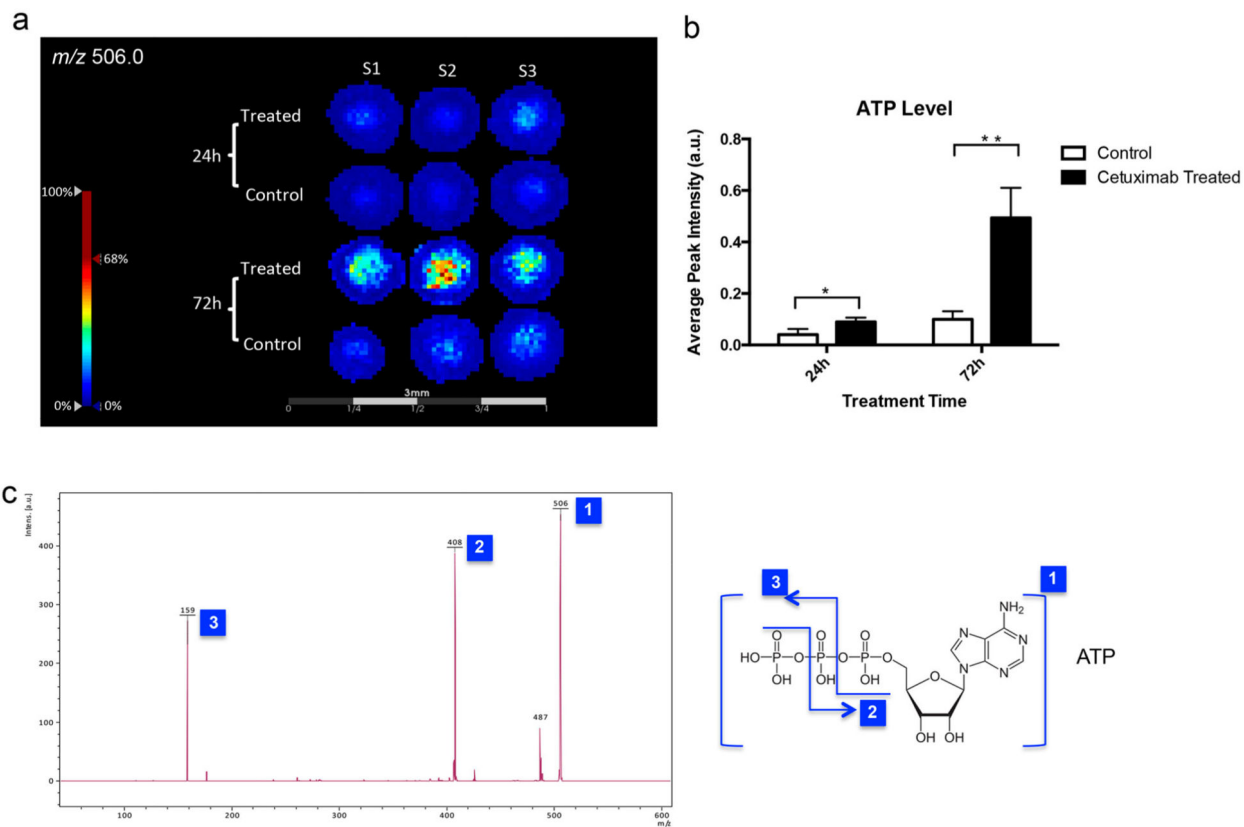 a
m/z 506.0
S1 S2 S3
Treated
24h
Control
Treated
72h
Control
100%
68%
0% 0%
3mm
0 1/4 1/2 3/4 1
b
ATP Level
Average Peak Intensity (a.u.)
0.8
0.6
0.4
0.2
0.0
*
**
24h
72h
Treatment Time
Control
Cetuximab Treated
c
Intens. [a.u.]
400
300
200
100
0
100 200 300 400 500 600
m/z
159
3
408
2
506
1
487
3
1
2
NH2
N N
N N
O O O
HO P O P O P O
OH OH OH
O
OH OH
ATP